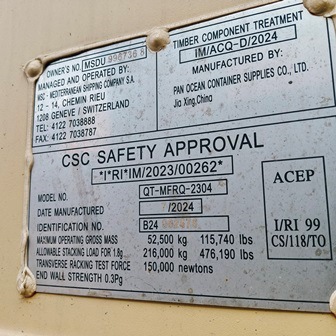 OWNER'S NO. MSDU
MANAGED AND OPERATED BY:
MSC - MEDITERRANEAN SHIPPING COMPANY S.A.
12 - 14, CHEMIN RIEU
1208 GENEVE / SWITZERLAND
TEL: 4122 7038888
FAX: 4122 7038787
TIMBER COMPONENT TREATMENT
IM/ACQ-D/2024
MANUFACTURED BY:
PAN OCEAN CONTAINER SUPPLIES CO., LTD.
Jia Xing,China
CSC SAFETY APPROVAL
*I*RI*IM/2023/00262*
MODEL NO. QT-MFRQ-2304
DATE MANUFACTURED /2024
IDENTIFICATION NO. B24
MAXIMUM OPERATING GROSS MASS 52,500 kg 115,740 lbs
ALLOWABLE STACKING LOAD FOR 1.8g 216,000 kg 476,190 lbs
TRANSVERSE RACKING TEST FORCE 150,000 newtons
END WALL STRENGTH 0.3Pg
ACEP
I/RI 99
CS/118/TO